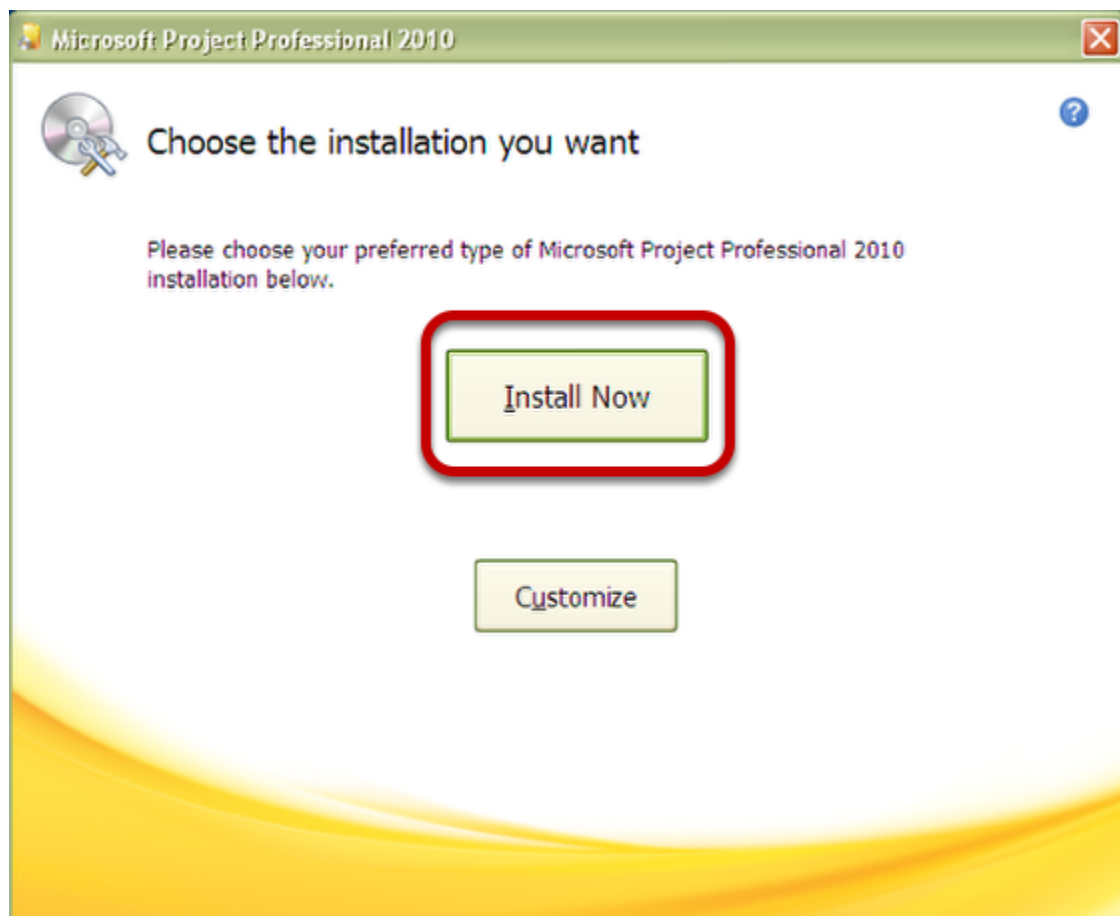 Microsoft Project Professional 2010
Choose the installation you want
Please choose your preferred type of Microsoft Project Professional 2010
installation below.
Install Now
Customize